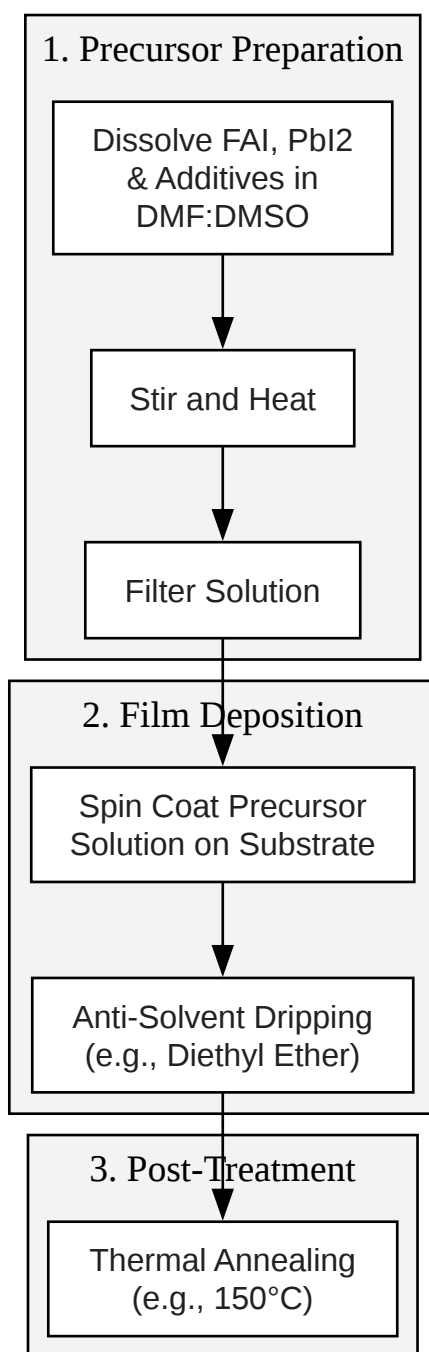 1. Precursor Preparation
Dissolve FAI, PbI2
& Additives in
DMF:DMSO
Stir and Heat
Filter Solution
2. Film Deposition
Spin Coat Precursor
Solution on Substrate
Anti-Solvent Dripping
(e.g., Diethyl Ether)
3. Post-Treatment
Thermal Annealing
(e.g., 150°C)